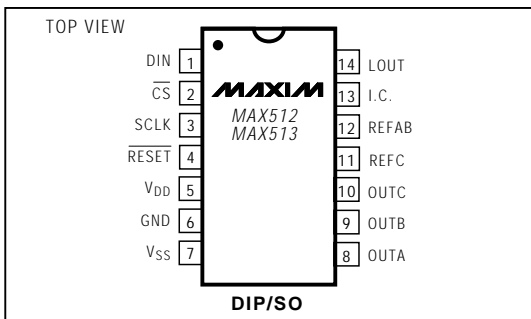 TOP VIEW
DIN 1
CS 2
SCLK 3
RESET 4
VDD 5
GND 6
VSS 7
MAXIM
MAX512
MAX513
14 LOUT
13 I.C.
12 REFAB
11 REFC
10 OUTC
9 OUTB
8 OUTA
DIP/SO